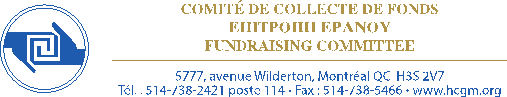 COMITÉ DE COLLECTE DE FONDS
ΕΠΙΤΡΟΠΗ ΕΡΑΝΟΥ
FUNDRAISING COMMITTEE
5777, avenue Wilderton, Montréal QC H3S 2V7
Tél. : 514-738-2421 poste 114 • Fax : 514-738-5466 • www.hcgm.org